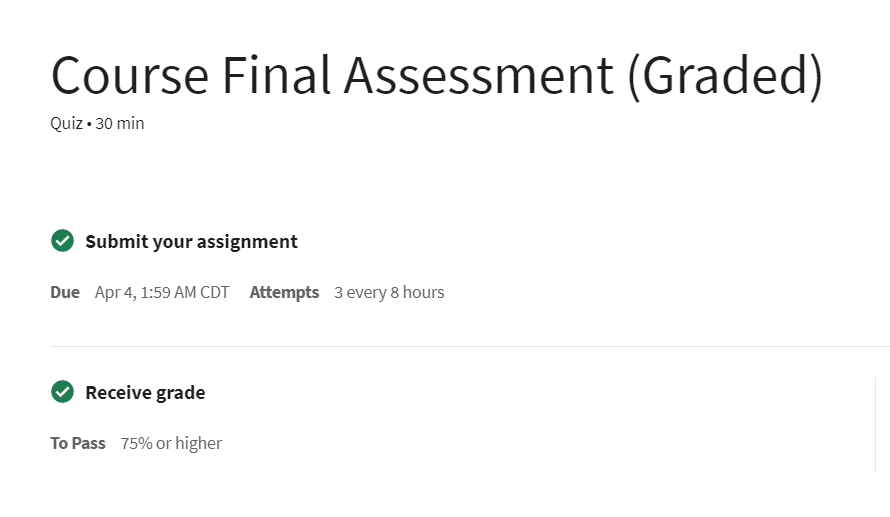 Course Final Assessment (Graded)
Quiz • 30 min
Submit your assignment
Due Apr 4, 1:59 AM CDT Attempts 3 every 8 hours
Receive grade
To Pass 75% or higher